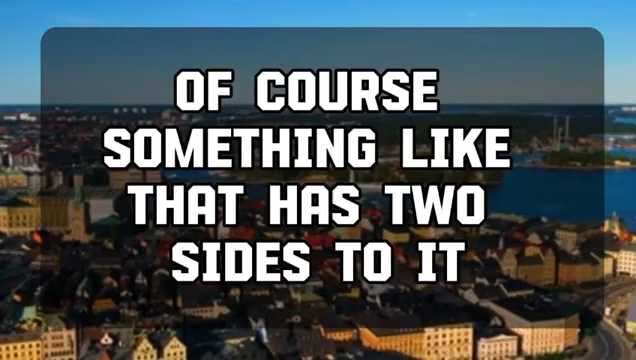 OF COURSE
SOMETHING LIKE
THAT HAS TWO
SIDES TO IT